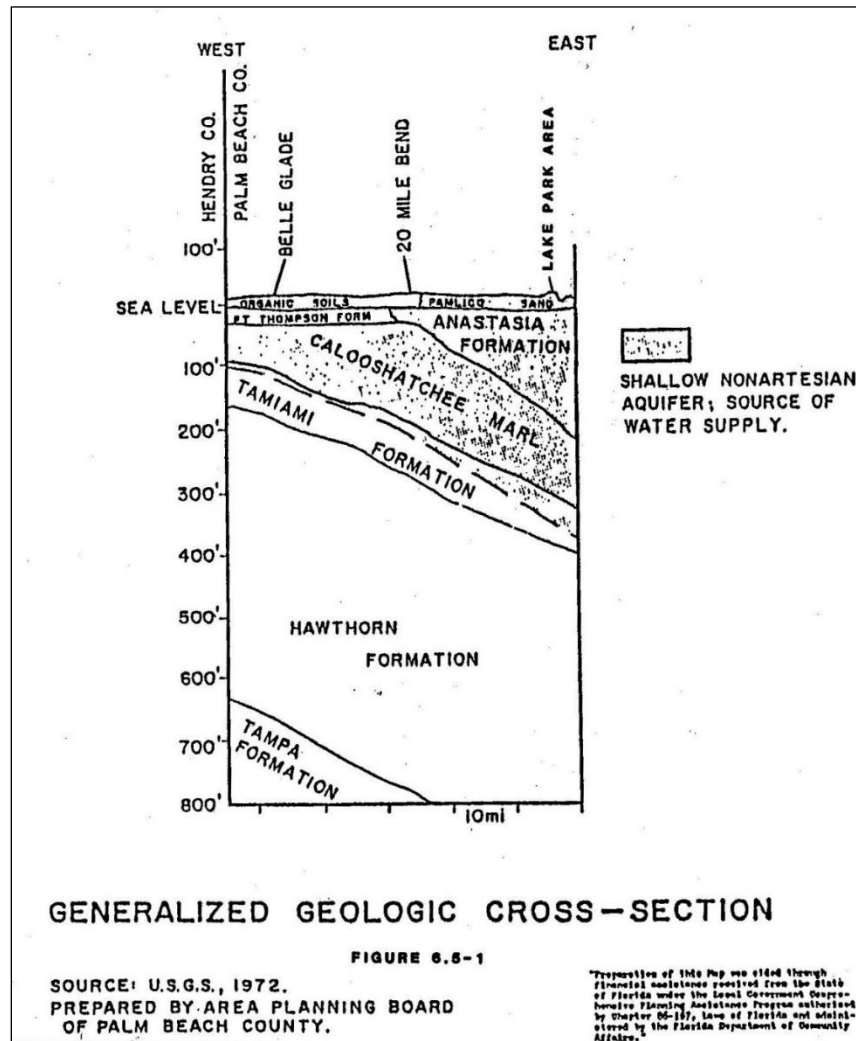 WEST
EAST
HENDRY CO.
PALM BEACH CO.
BELLE GLADE
20 MILE BEND
LAKE PARK AREA
100'
SEA LEVEL
ORGANIC SOILS
PAMLICO SAND
FT THOMPSON FORM
ANASTASIA
FORMATION
CALOOSHATCHEE
MARL
TAMIAMI
FORMATION
100'
200'
300'
400'
500'
600'
700'
800'
HAWTHORN
FORMATION
TAMPA
FORMATION
10mi
SHALLOW NONARTESIAN
AQUIFER; SOURCE OF
WATER SUPPLY.
GENERALIZED GEOLOGIC CROSS-SECTION
FIGURE 6.5-1
SOURCE: U.S.G.S., 1972.
PREPARED BY AREA PLANNING BOARD
OF PALM BEACH COUNTY.
"Preparation of this Map was aided through
financial assistance received from the State
of Florida under the Local Government Compre-
hensive Planning Assistance Program authorized
by Chapter 86-167, Laws of Florida and admini-
stered by the Florida Department of Community
Affairs."